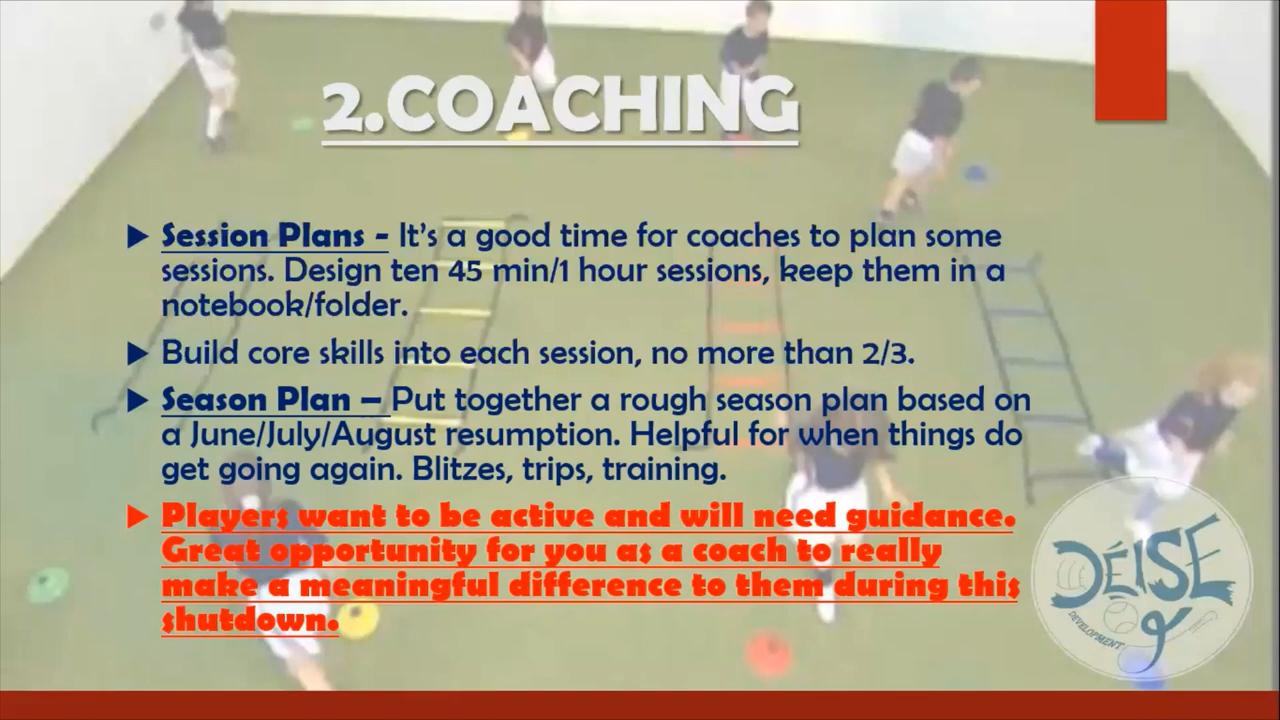 2.COACHING
Session Plans - It's a good time for coaches to plan some
sessions. Design ten 45 min/1 hour sessions, keep them in a
notebook/folder.
Build core skills into each session, no more than 2/3.
Season Plan – Put together a rough season plan based on
a June/July/August resumption. Helpful for when things do
get going again. Blitzes, trips, training.
Players want to be active and will need guidance.
Great opportunity for you as a coach to really
make a meaningful difference to them during this
shutdown.
DÉISE
DEVELOPMENT
g